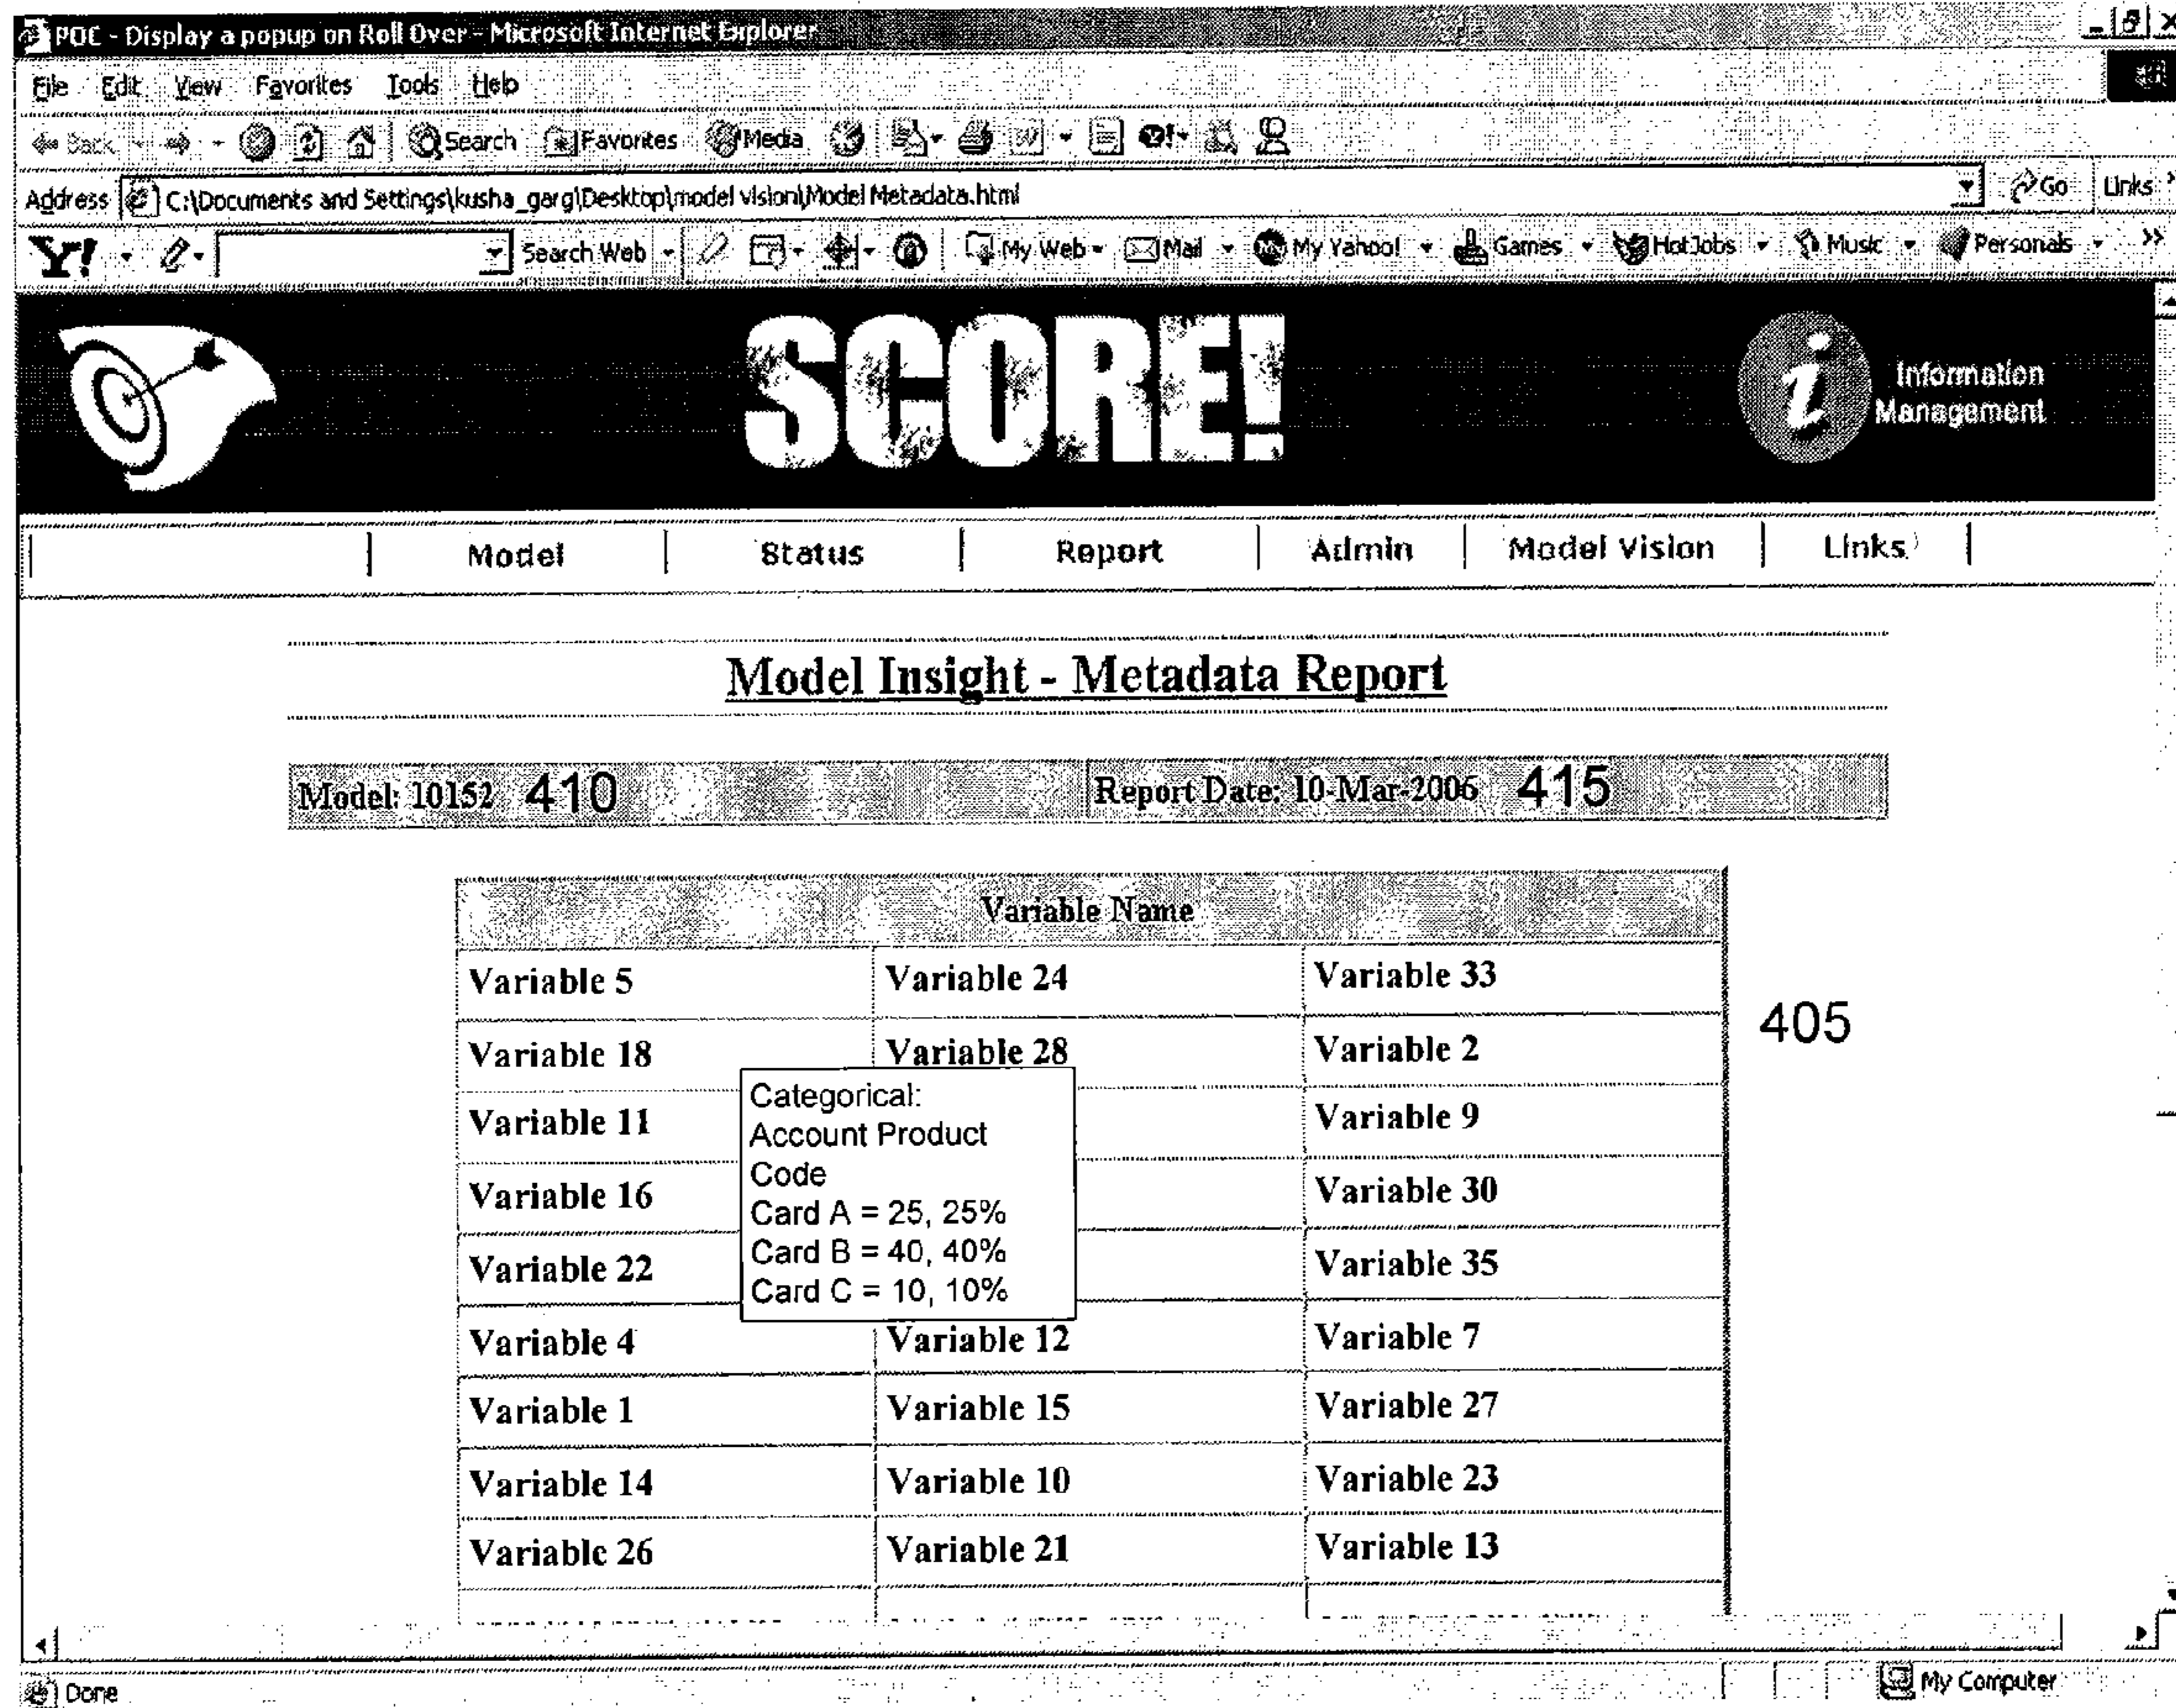 POC - Display a popup on Roll Over - Microsoft Internet Explorer
File Edit View Favorites Tools Help
Back Search Favorites Media
Address C:\Documents and Settings\kusha_garg\Desktop\model vision\Model Metadata.html Go Links
Y! Search Web My Web Mail My Yahoo! Games HotJobs Music Personals >>
SCORE!
i Information
Management
Model Status Report Admin Model Vision Links
Model Insight - Metadata Report
Model: 10152 410 Report Date: 10-Mar-2006 415
Variable Name
Variable 5 Variable 24 Variable 33
405
Variable 18 Variable 28 Variable 2
Categorical:
Variable 11 Account Product Variable 9
Code
Variable 16 Card A = 25, 25% Variable 30
Card B = 40, 40%
Variable 22 Card C = 10, 10% Variable 35
Variable 4 Variable 12 Variable 7
Variable 1 Variable 15 Variable 27
Variable 14 Variable 10 Variable 23
Variable 26 Variable 21 Variable 13
Done My Computer